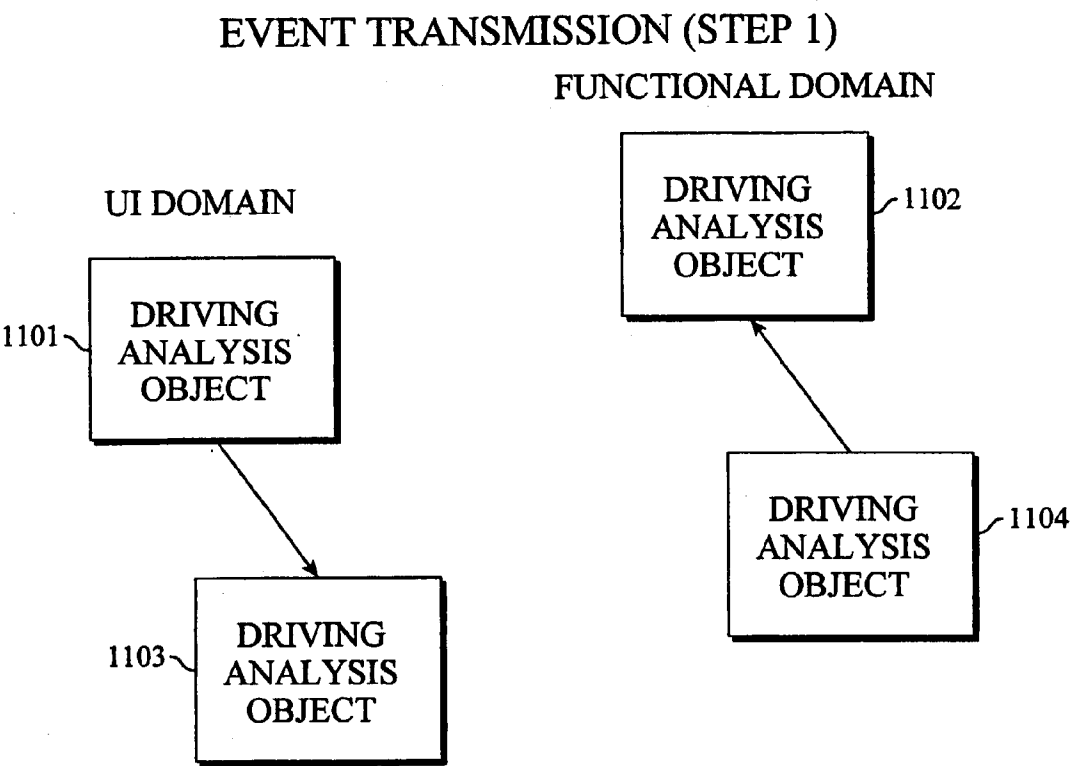 EVENT TRANSMISSION (STEP 1)
FUNCTIONAL DOMAIN
DRIVING
ANALYSIS
OBJECT
1102
UI DOMAIN
DRIVING
ANALYSIS
OBJECT
1101
DRIVING
ANALYSIS
OBJECT
1104
DRIVING
ANALYSIS
OBJECT
1103